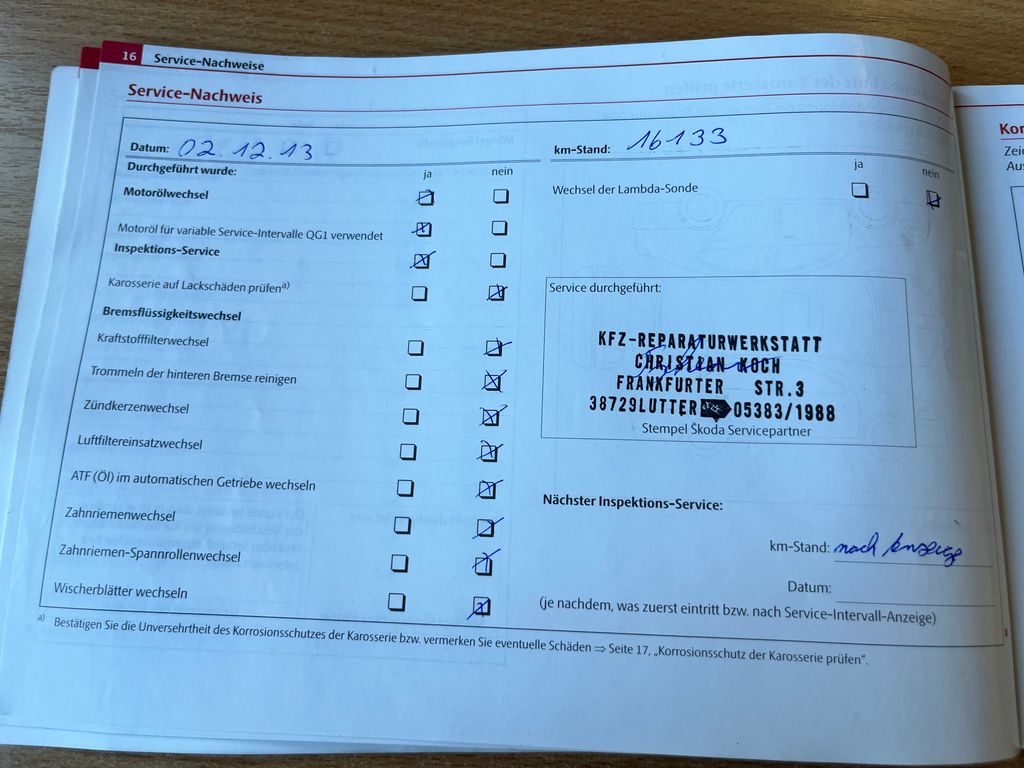 16 Service-Nachweise
Service-Nachweis
Datum: 02.12.13
km-Stand: 16133
Durchgeführt wurde: ja nein
ja nein
Motorölwechsel
Wechsel der Lambda-Sonde
Motoröl für variable Service-Intervalle QG1 verwendet
Inspektions-Service
Karosserie auf Lackschäden prüfen a)
Bremsflüssigkeitswechsel
Kraftstofffilterwechsel
Trommeln der hinteren Bremse reinigen
Zündkerzenwechsel
Luftfiltereinsatzwechsel
ATF (Öl) im automatischen Getriebe wechseln
Zahnriemenwechsel
Zahnriemen-Spannrollenwechsel
Wischerblätter wechseln
Service durchgeführt:
KFZ-REPARATURWERKSTATT
CHRISTIAN KOCH
FRANKFURTER STR.3
38729LUTTER 05383/1988
Stempel Škoda Servicepartner
Nächster Inspektions-Service:
km-Stand: nach Anzeige
Datum:
(je nachdem, was zuerst eintritt bzw. nach Service-Intervall-Anzeige)
a) Bestätigen Sie die Unversehrtheit des Korrosionsschutzes der Karosserie bzw. vermerken Sie eventuelle Schäden ⇒ Seite 17, „Korrosionsschutz der Karosserie prüfen“.